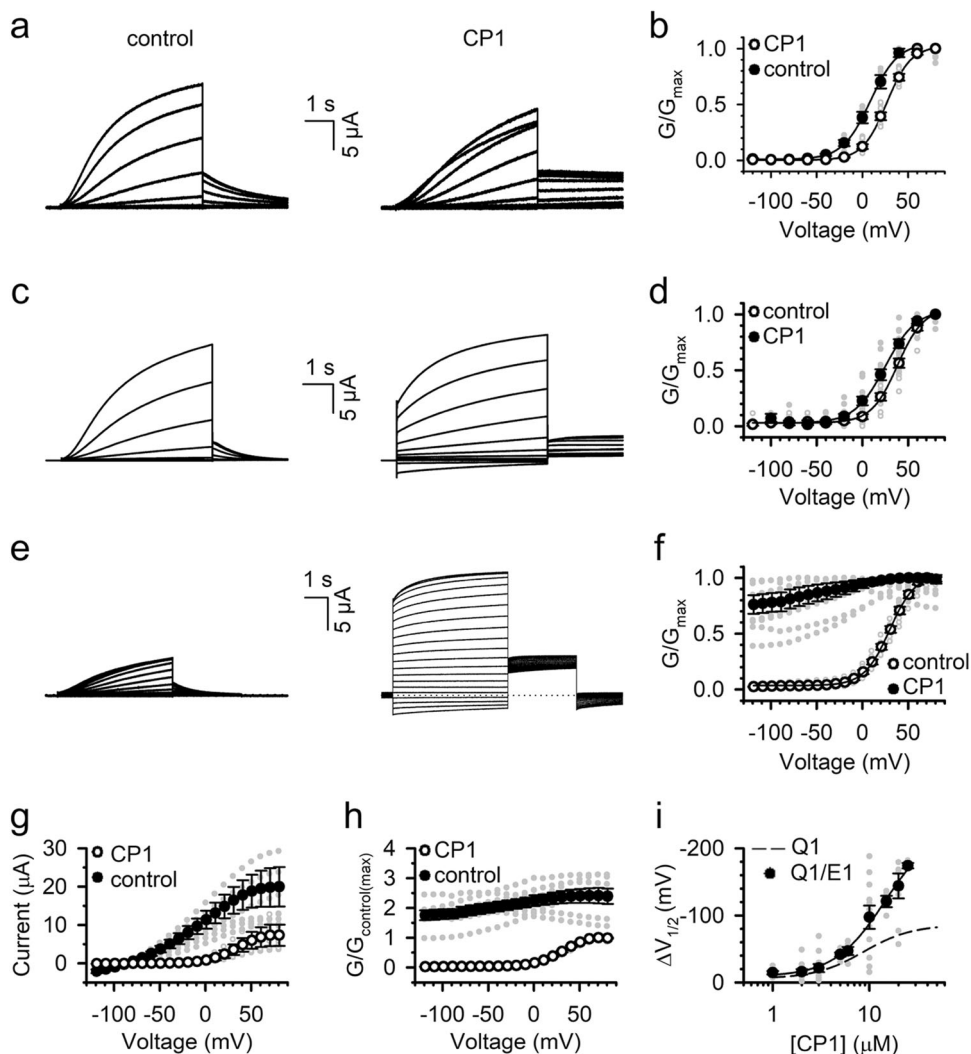 a
control
CP1
1 s
5 µA
b
CP1
control
G/Gmax
1.0
0.5
0.0
-100 -50 0 50
Voltage (mV)
c
1 s
5 µA
d
control
CP1
G/Gmax
1.0
0.5
0.0
-100 -50 0 50
Voltage (mV)
e
1 s
5 µA
f
G/Gmax
1.0
0.5
0.0
control
CP1
-100 -50 0 50
Voltage (mV)
g
CP1
control
Current (µA)
30
20
10
0
-100 -50 0 50
Voltage (mV)
h
CP1
control
G/Gcontrol(max)
4
3
2
1
0
-100 -50 0 50
Voltage (mV)
i
Q1
Q1/E1
ΔV1/2 (mV)
-200
-100
0
1 10
[CP1] (µM)